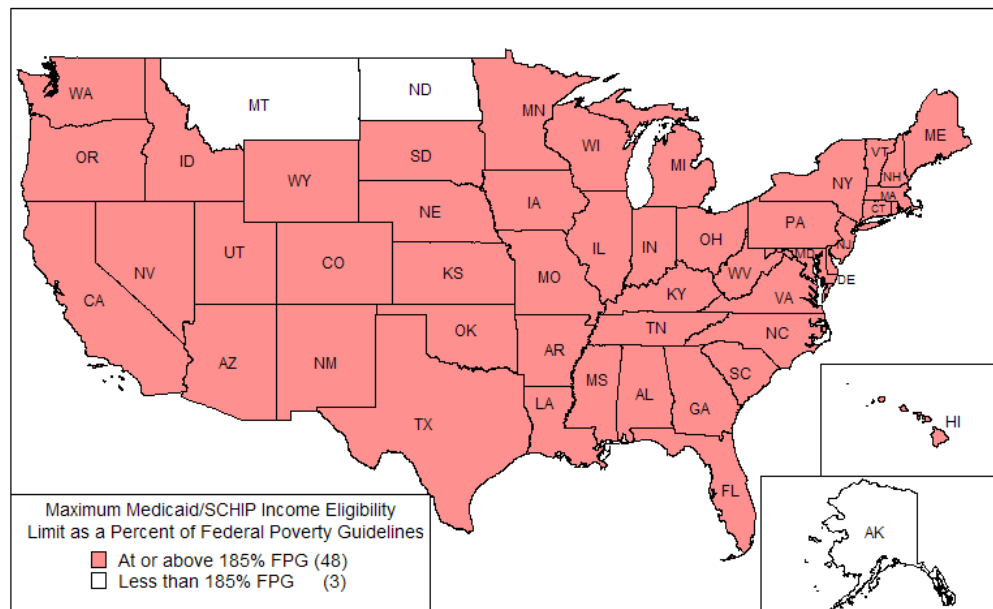 WA
MT
ND
MN
ME
OR
ID
SD
WI
VT
WY
MI
NY
NH
MA
CT
NE
IA
PA
NV
UT
CO
IL
IN
OH
NJ
MD
DE
CA
KS
MO
WV
VA
KY
AZ
NM
OK
AR
TN
NC
SC
MS
AL
GA
LA
TX
FL
HI
AK
Maximum Medicaid/SCHIP Income Eligibility
Limit as a Percent of Federal Poverty Guidelines
At or above 185% FPG (48)
Less than 185% FPG (3)